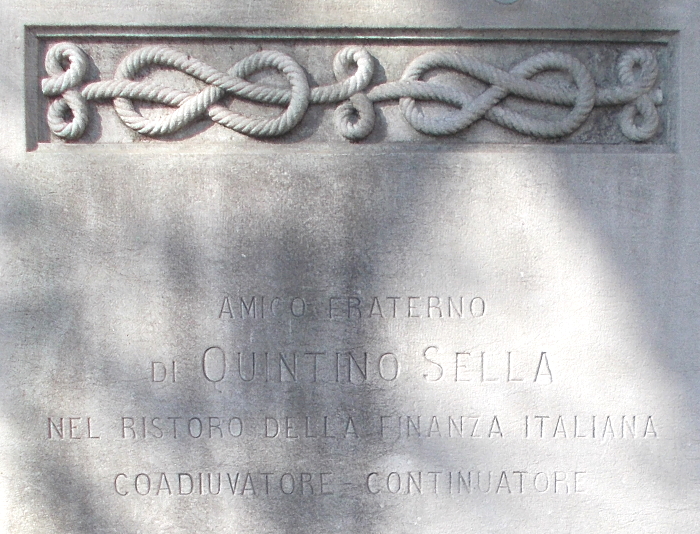 AMICO FRATERNO
DI QUINTINO SELLA
NEL RISTORO DELLA FINANZA ITALIANA
COADIUVATORE - CONTINUATORE